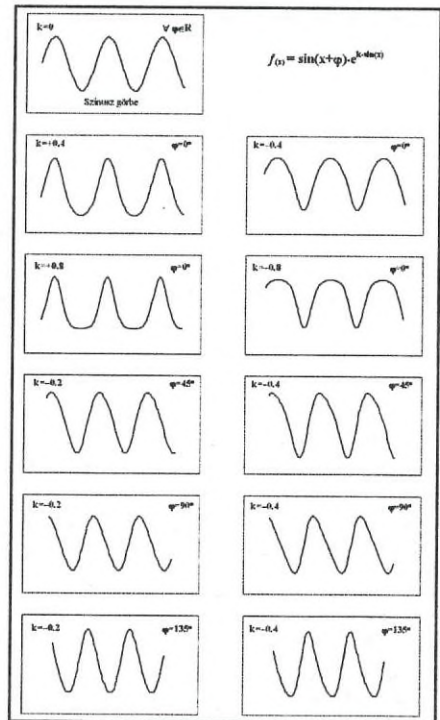 k=0 ∀ φ∈R
f(x) = sin(x+φ)·e^k·sin(x)
Szinusz görbe
k=+0.4 φ=0°
k=-0.4 φ=0°
k=+0.8 φ=0°
k=-0.8 φ=0°
k=-0.2 φ=45°
k=-0.4 φ=45°
k=-0.2 φ=90°
k=-0.4 φ=90°
k=-0.2 φ=135°
k=-0.4 φ=135°